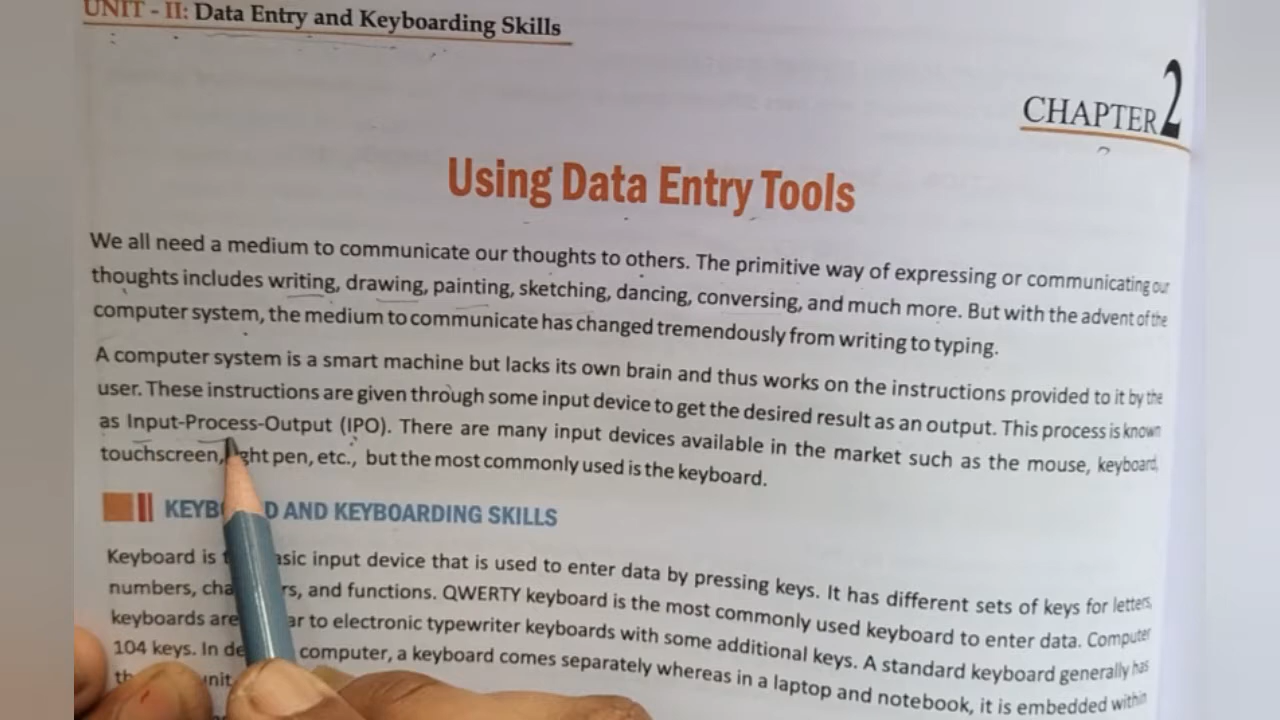 UNIT - II: Data Entry and Keyboarding Skills
CHAPTER 2
Using Data Entry Tools
We all need a medium to communicate our thoughts to others. The primitive way of expressing or communicating our
thoughts includes writing, drawing, painting, sketching, dancing, conversing, and much more. But with the advent of the
computer system, the medium to communicate has changed tremendously from writing to typing.
A computer system is a smart machine but lacks its own brain and thus works on the instructions provided to it by the
user. These instructions are given through some input device to get the desired result as an output. This process is known
as Input-Process-Output (IPO). There are many input devices available in the market such as the mouse, keyboard,
touchscreen, pen, etc., but the most commonly used is the keyboard.
AND KEYBOARDING SKILLS
Keyboard is input device that is used to enter data by pressing keys. It has different sets of keys for letters,
numbers, and functions. QWERTY keyboard is the most commonly used keyboard to enter data. Computer
keyboards are to electronic typewriter keyboards with some additional keys. A standard keyboard generally has
104 keys. In computer, a keyboard comes separately whereas in a laptop and notebook, it is embedded within